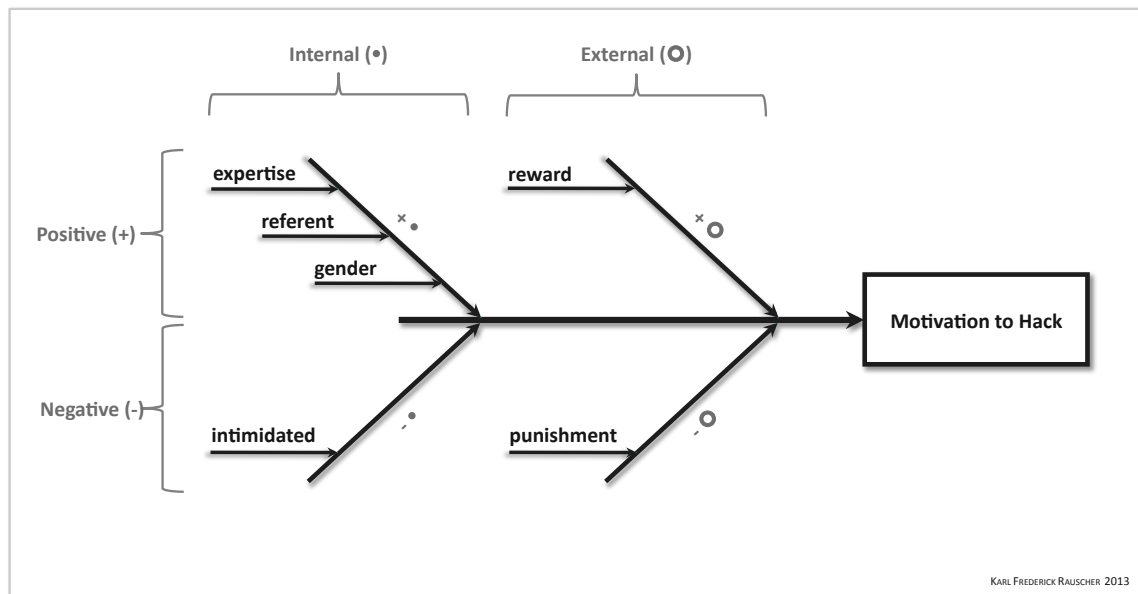 Internal (•)
External (O)
expertise
reward
referent
Positive (+)
gender
Motivation to Hack
Negative (-)
intimidated
punishment
KARL FREDERICK RAUSCHER 2013